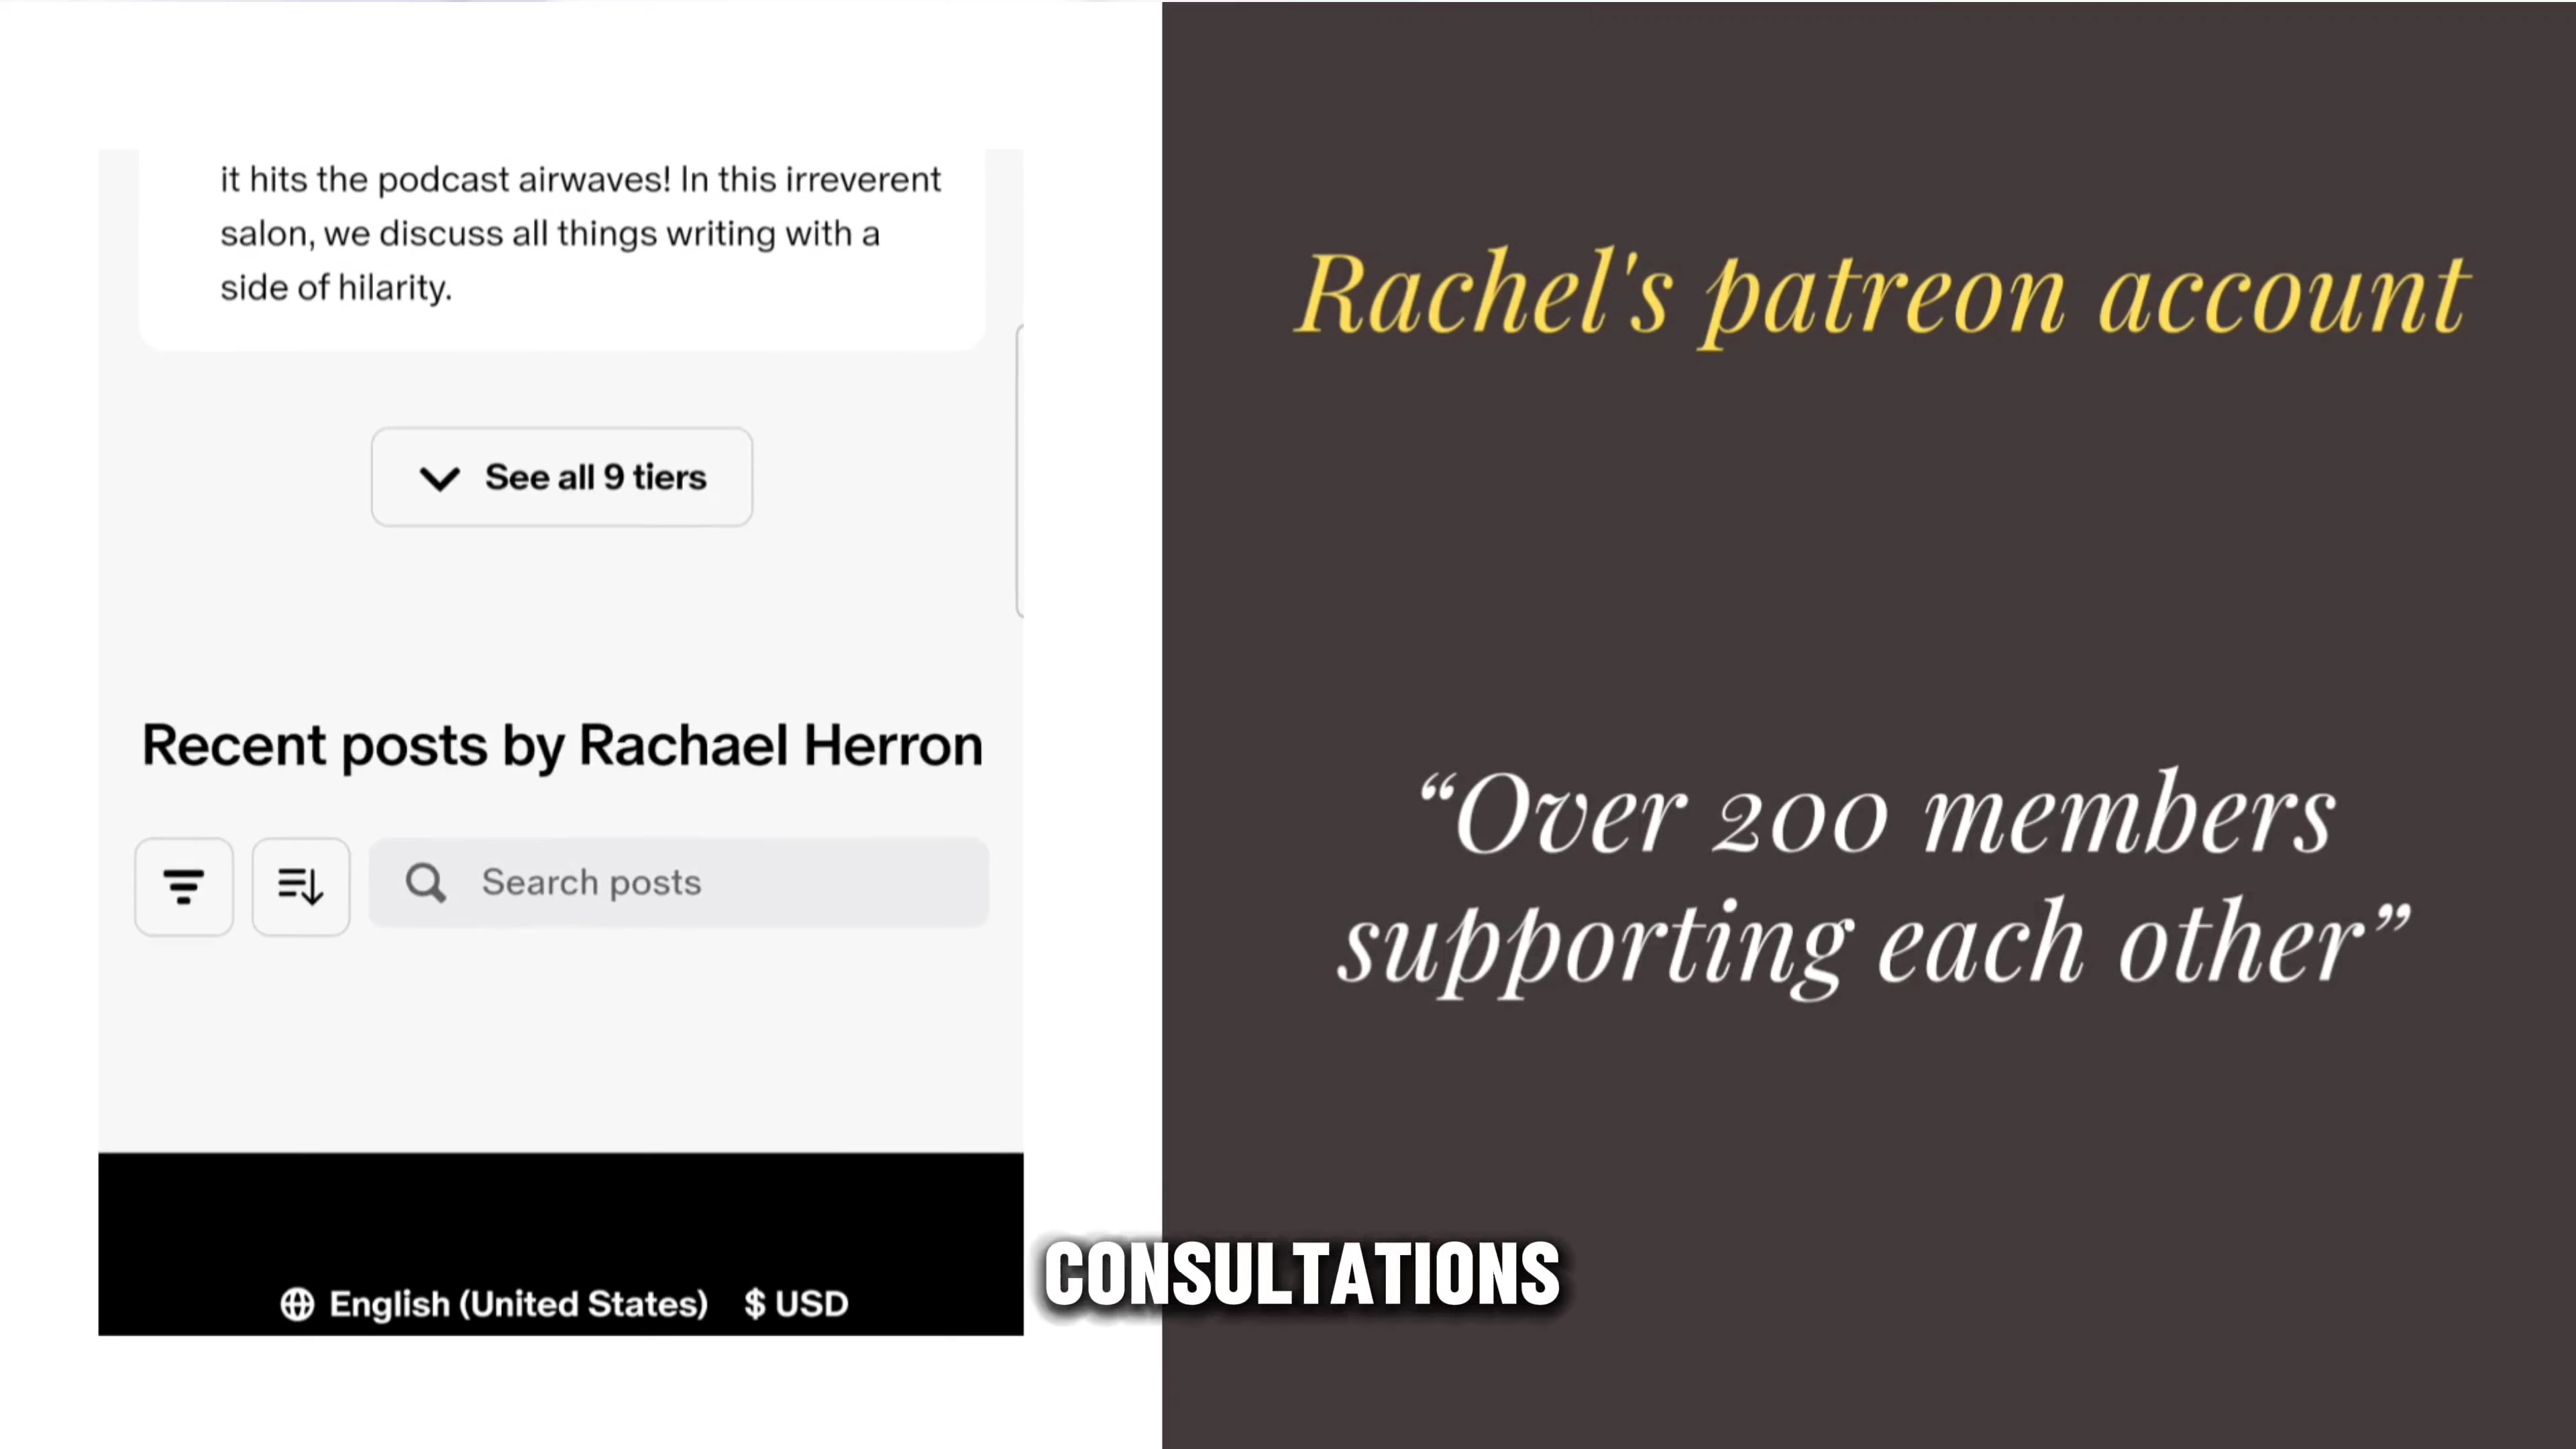 it hits the podcast airwaves! In this irreverent
salon, we discuss all things writing with a
side of hilarity.
See all 9 tiers
Recent posts by Rachael Herron
Search posts
English (United States) $ USD
Rachel's patreon account
“Over 200 members
supporting each other”
CONSULTATIONS